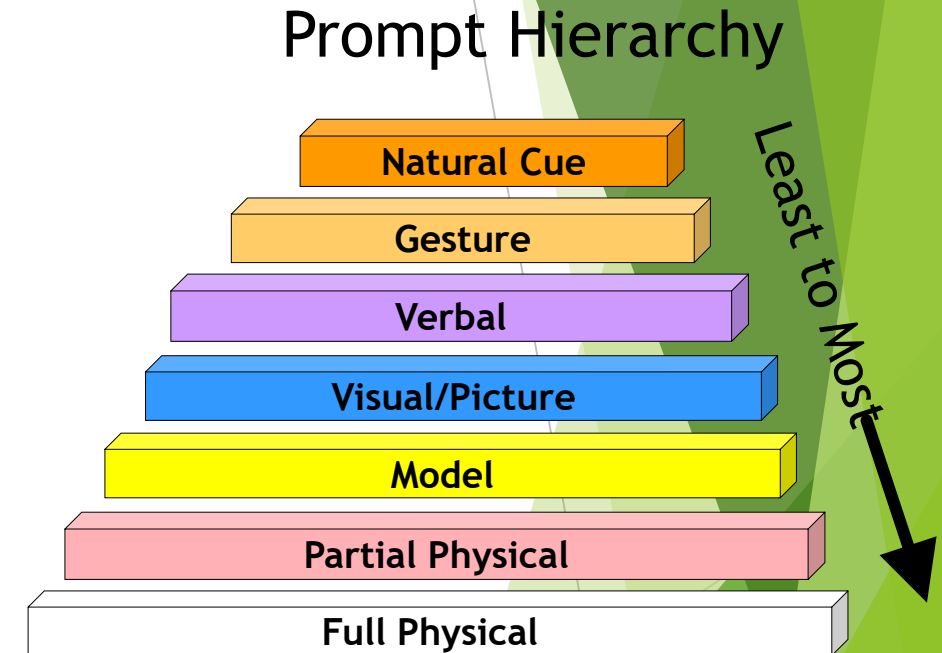 Prompt Hierarchy
Natural Cue
Gesture
Verbal
Visual/Picture
Model
Partial Physical
Full Physical
Least to Most